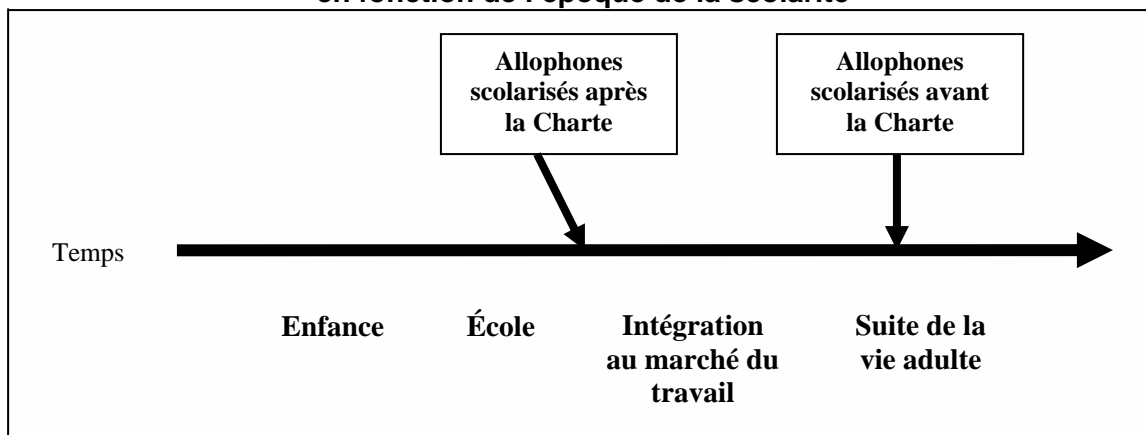 en fonction de l'époque de la scolarité
Allophones
scolarisés après
la Charte
Allophones
scolarisés avant
la Charte
Temps
Enfance
École
Intégration
au marché du
travail
Suite de la
vie adulte